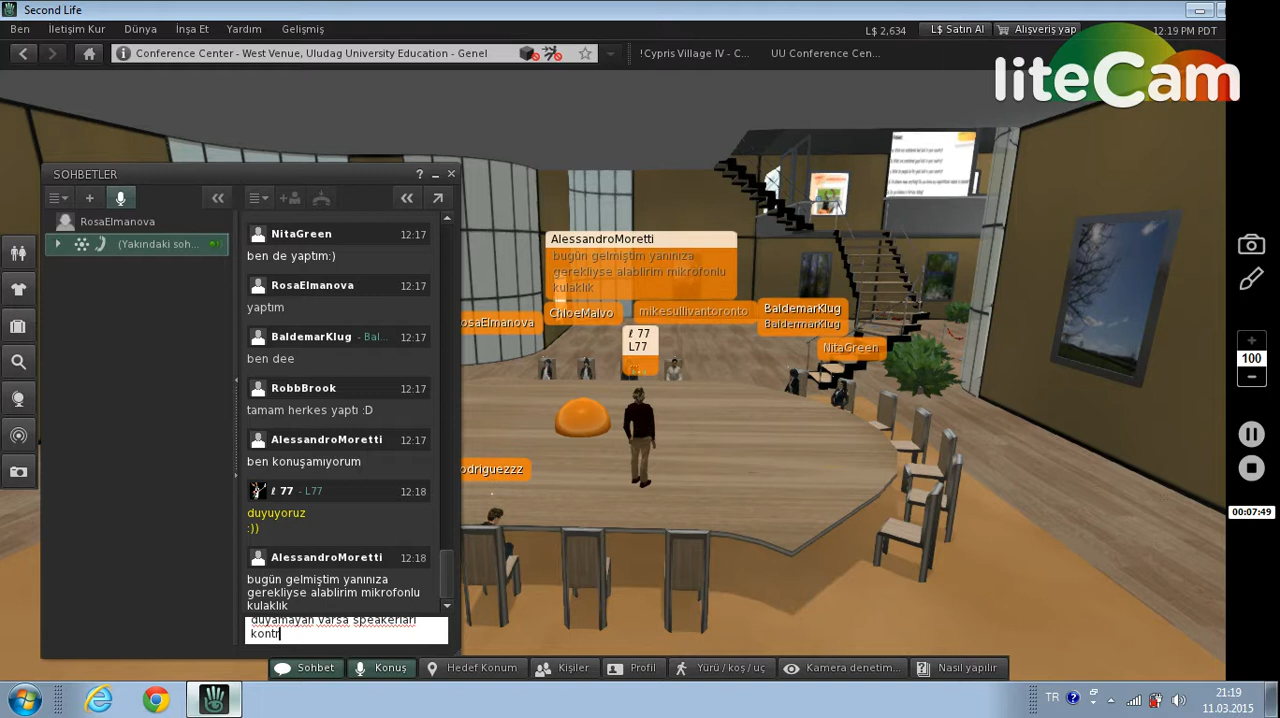 Second Life
Ben İletişim Kur Dünya İnşa Et Yardım Gelişmiş
L$ 2,634 L$ Satın Al Alışveriş yap 12:19 PM PDT
Conference Center - West Venue, Uludag University Education - Genel
!Cypris Village IV - C... UU Conference Cen...
liteCam
SOHBETLER
RosaElmanova
(Yakındaki soh...
NitaGreen 12:17
ben de yaptım:)
RosaElmanova 12:17
yaptım
BaldemarKlug - Bal... 12:17
ben dee
RobbBrook 12:17
tamam herkes yaptı :D
AlessandroMoretti 12:17
ben konuşamıyorum
ℓ 77 - L77 12:18
duyuyoruz
:))
AlessandroMoretti 12:18
bugün gelmiştim yanınıza
gerekliyse alabilirim mikrofonlu
kulaklık
duyamayan varsa speakerları
kontr
AlessandroMoretti
bugün gelmiştim yanınıza
gerekliyse alabilirim mikrofonlu
kulaklık
osaElmanova
ChloeMalvo
mikesullivantoronto
BaldemarKlug
BaldemarKlug
NitaGreen
ℓ 77
L77
odriguezzz
100
00:07:49
Sohbet Konuş Hedef Konum Kişiler Profil Yürü / koş / uç Kamera denetim... Nasıl yapılır
TR
21:19
11.03.2015